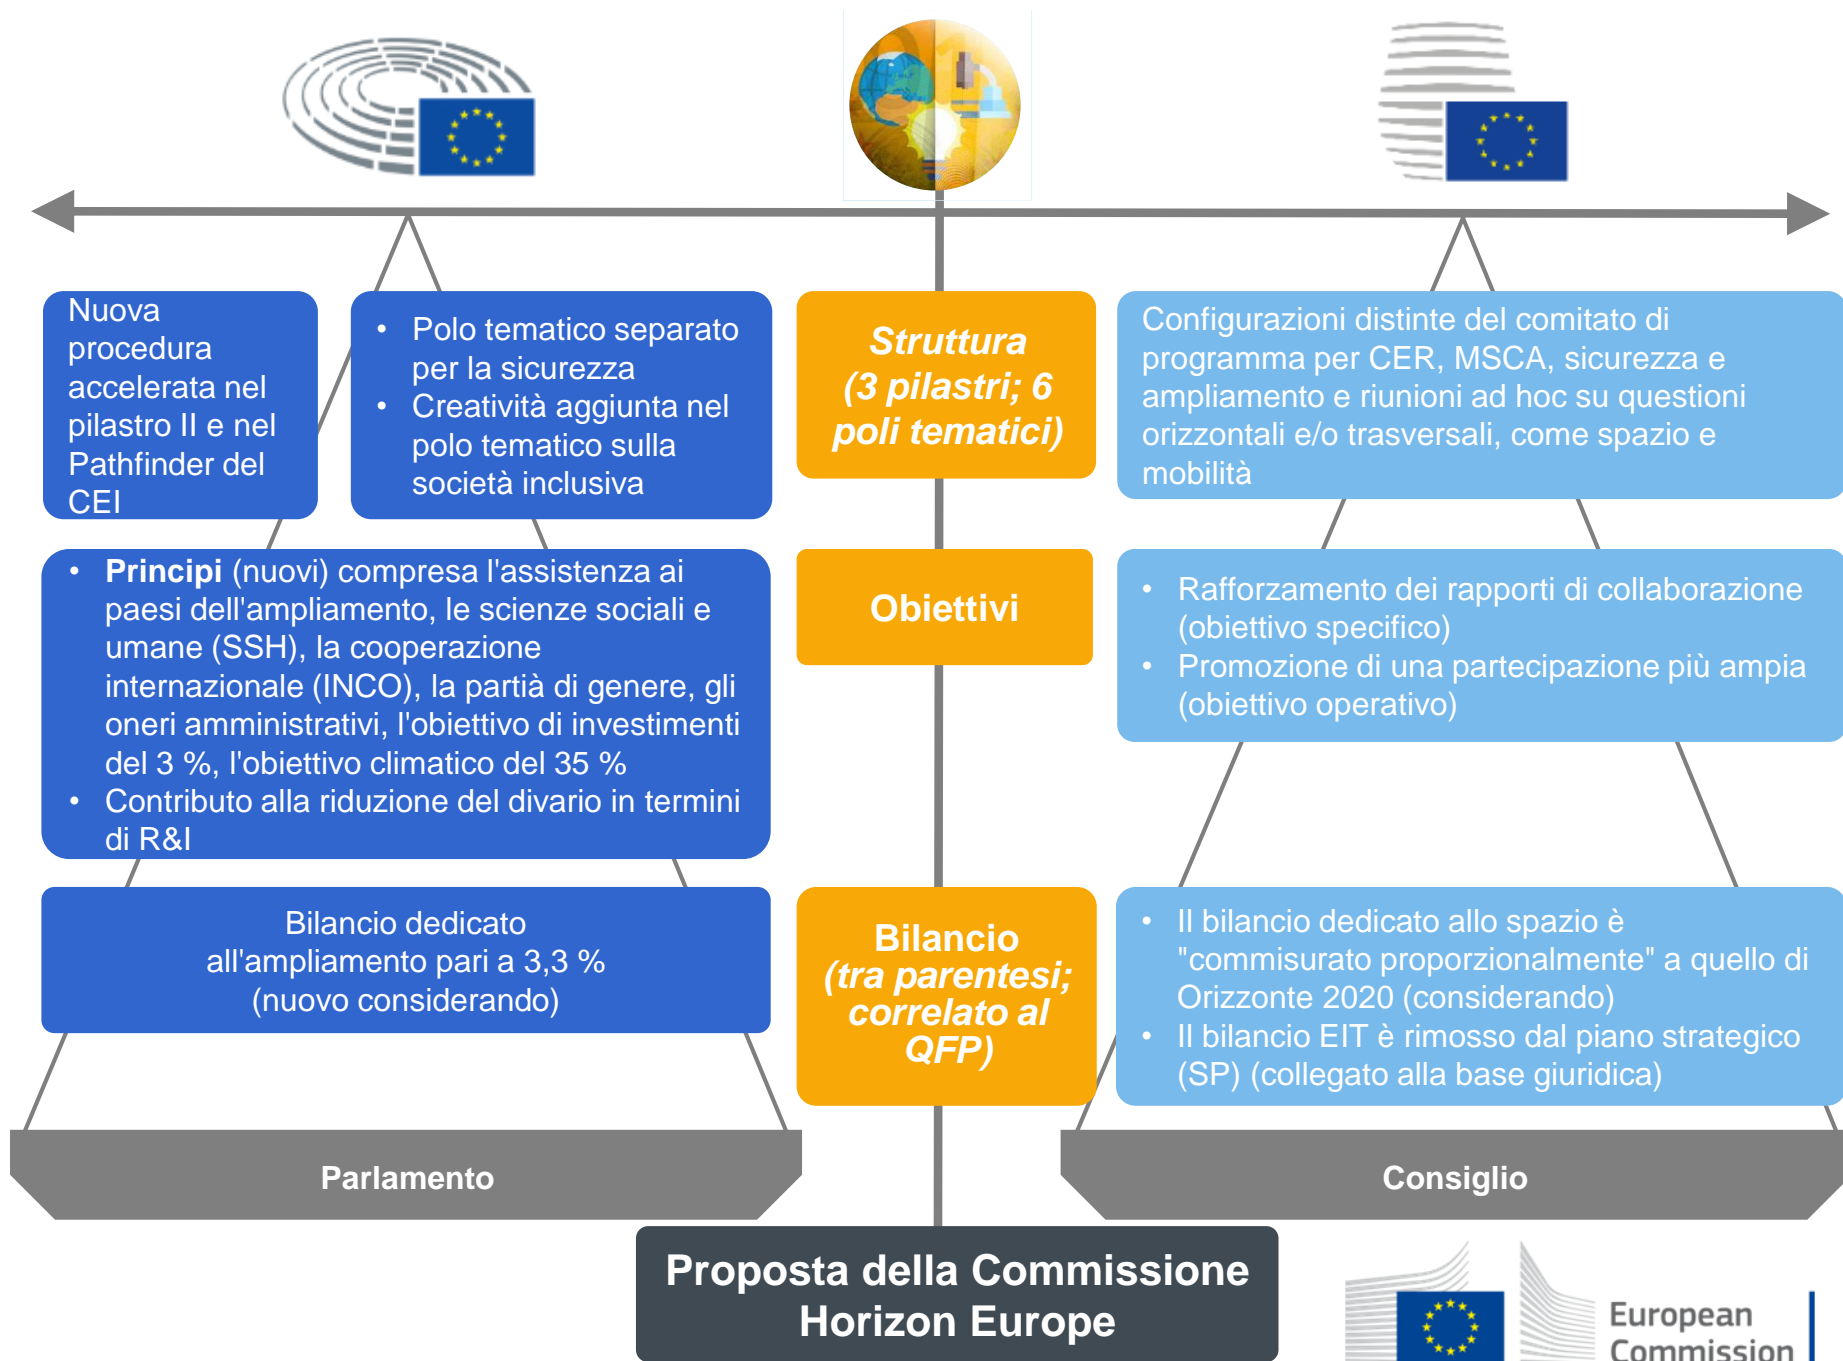 Nuova
procedura
accelerata nel
pilastro II e nel
Pathfinder del
CEI
• Polo tematico separato
per la sicurezza
• Creatività aggiunta nel
polo tematico sulla
società inclusiva
Struttura
(3 pilastri; 6
poli tematici)
Configurazioni distinte del comitato di
programma per CER, MSCA, sicurezza e
ampliamento e riunioni ad hoc su questioni
orizzontali e/o trasversali, come spazio e
mobilità
• Principi (nuovi) compresa l'assistenza ai
paesi dell'ampliamento, le scienze sociali e
umane (SSH), la cooperazione
internazionale (INCO), la partià di genere, gli
oneri amministrativi, l'obiettivo di investimenti
del 3 %, l'obiettivo climatico del 35 %
• Contributo alla riduzione del divario in termini
di R&I
Obiettivi
• Rafforzamento dei rapporti di collaborazione
(obiettivo specifico)
• Promozione di una partecipazione più ampia
(obiettivo operativo)
Bilancio dedicato
all'ampliamento pari a 3,3 %
(nuovo considerando)
Bilancio
(tra parentesi;
correlato al
QFP)
• Il bilancio dedicato allo spazio è
"commisurato proporzionalmente" a quello di
Orizzonte 2020 (considerando)
• Il bilancio EIT è rimosso dal piano strategico
(SP) (collegato alla base giuridica)
Parlamento
Consiglio
Proposta della Commissione
Horizon Europe
European
Commission